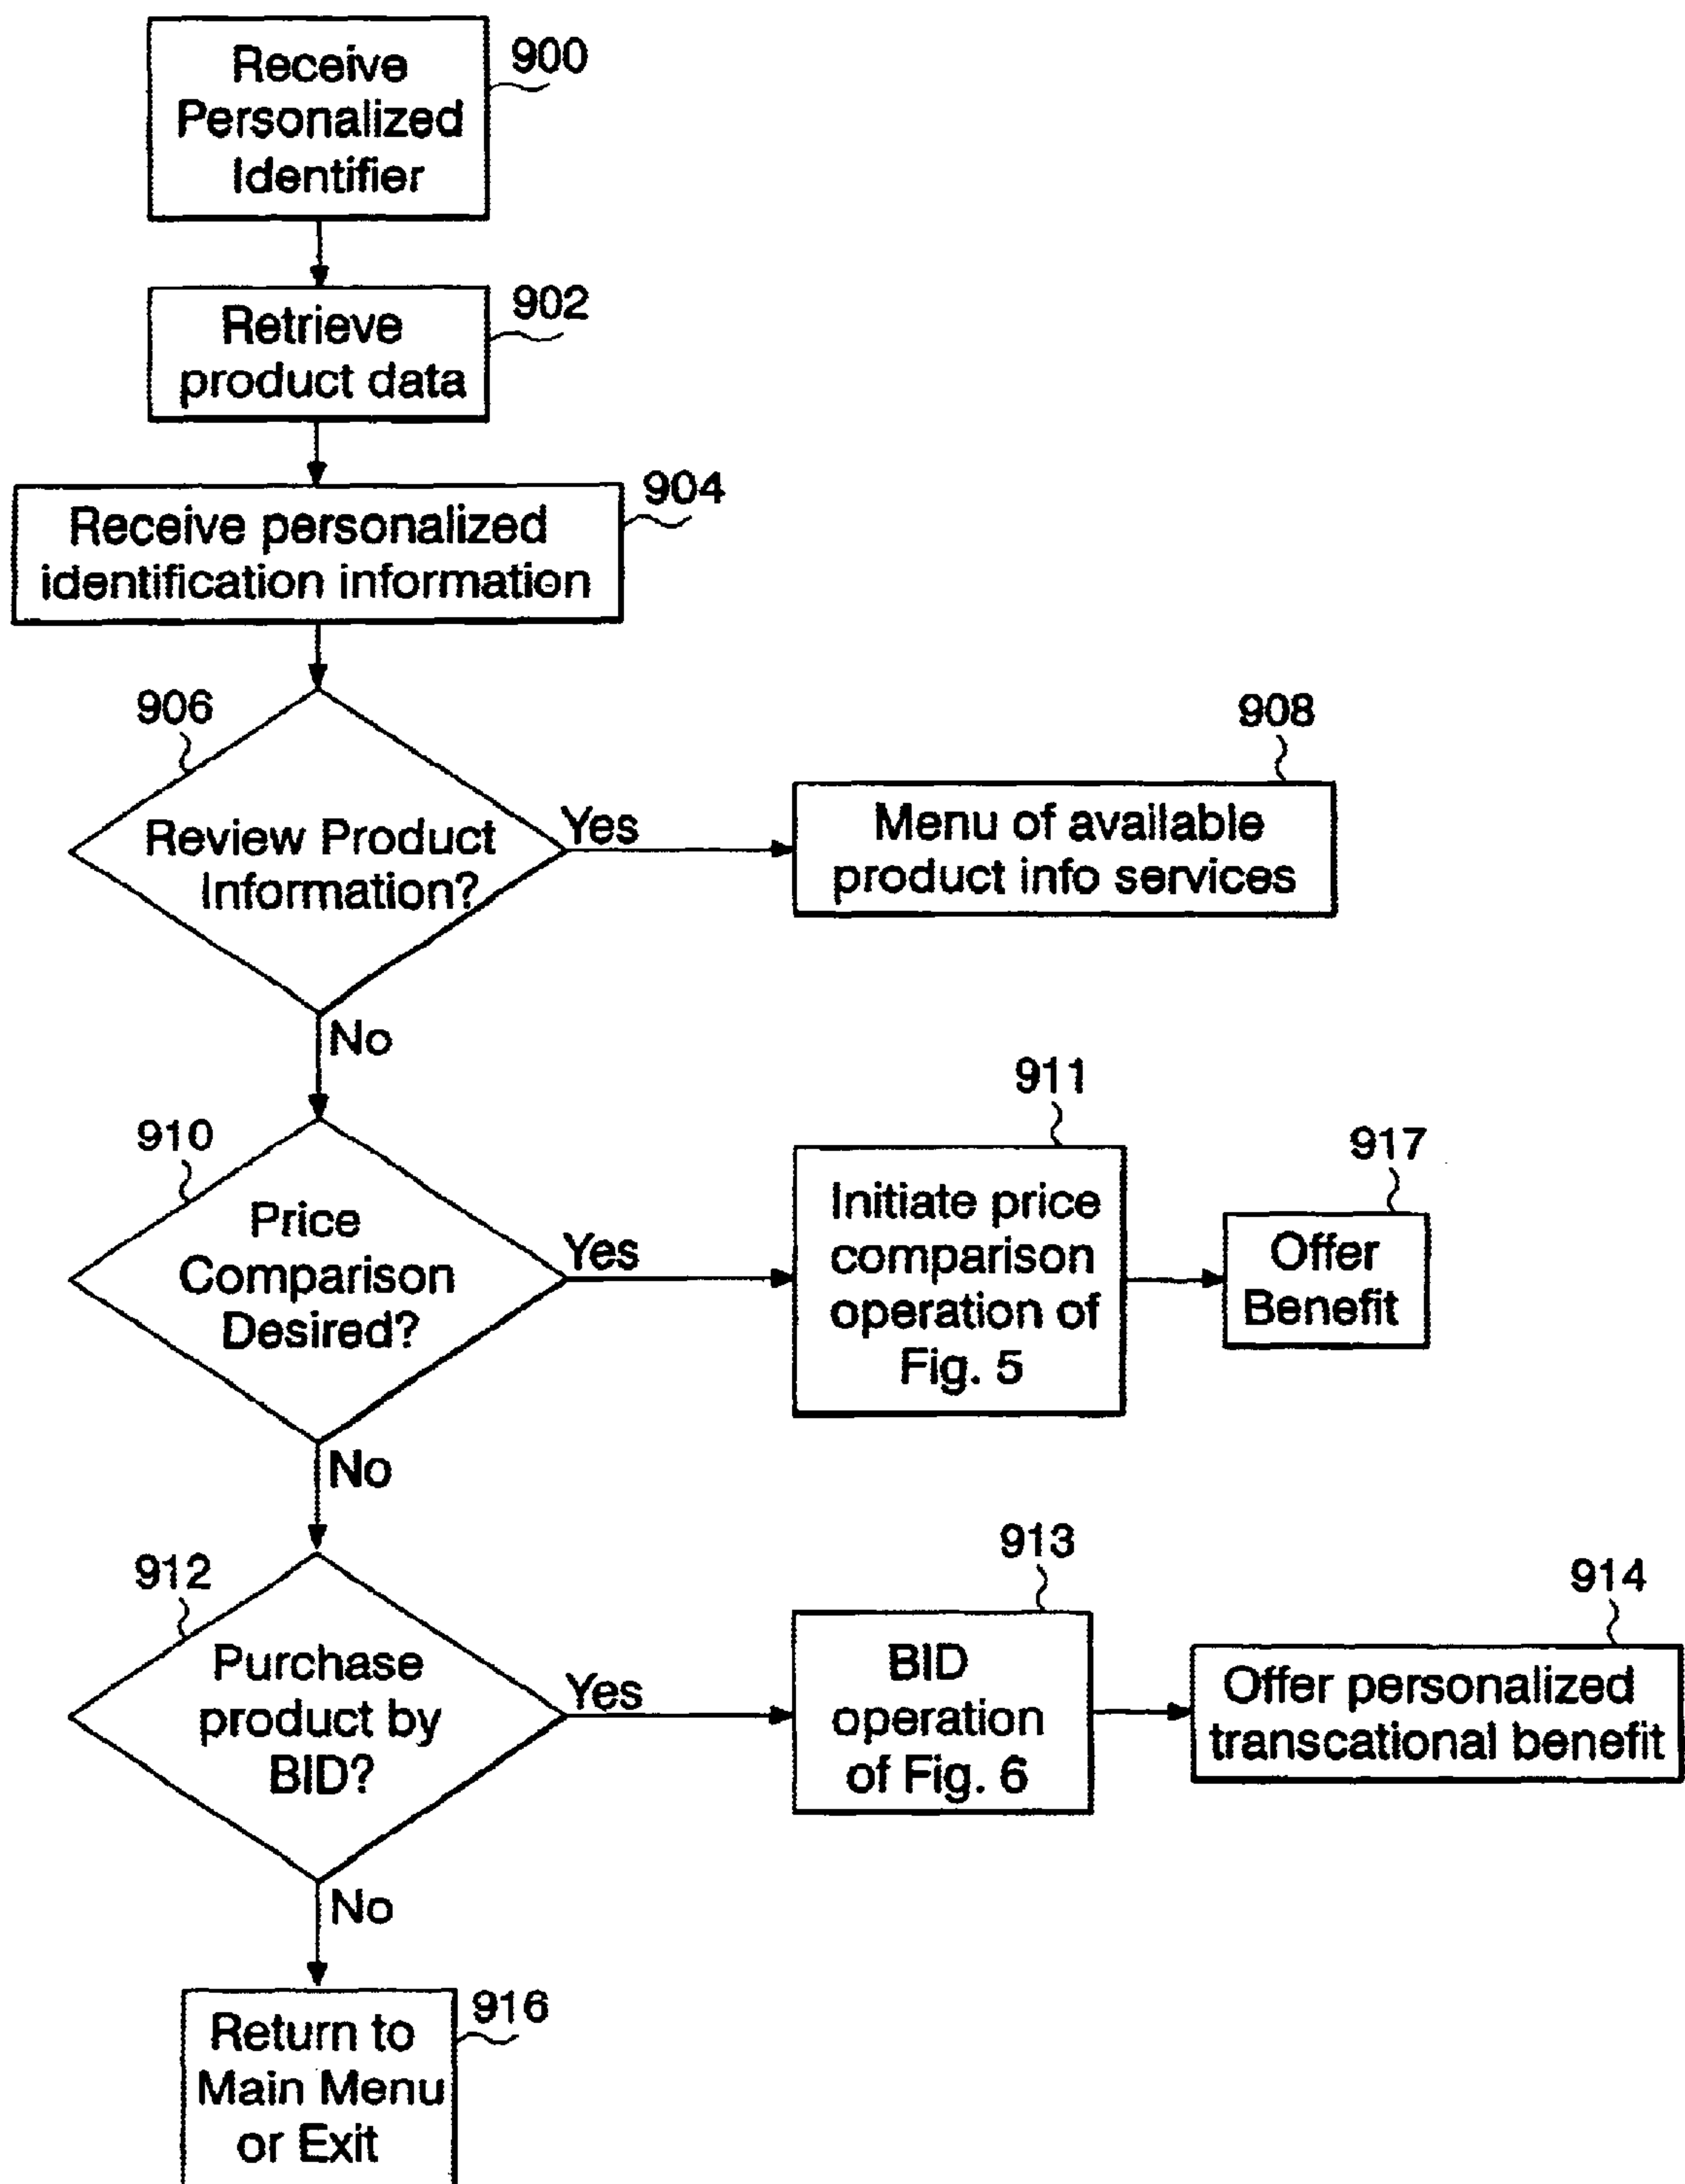 900
Receive
Personalized
Identifier
902
Retrieve
product data
904
Receive personalized
identification information
906
Review Product
Information?
Yes
908
Menu of available
product info services
No
910
Price
Comparison
Desired?
Yes
911
Initiate price
comparison
operation of
Fig. 5
917
Offer
Benefit
No
912
Purchase
product by
BID?
Yes
913
BID
operation
of Fig. 6
914
Offer personalized
transcational benefit
No
916
Return to
Main Menu
or Exit